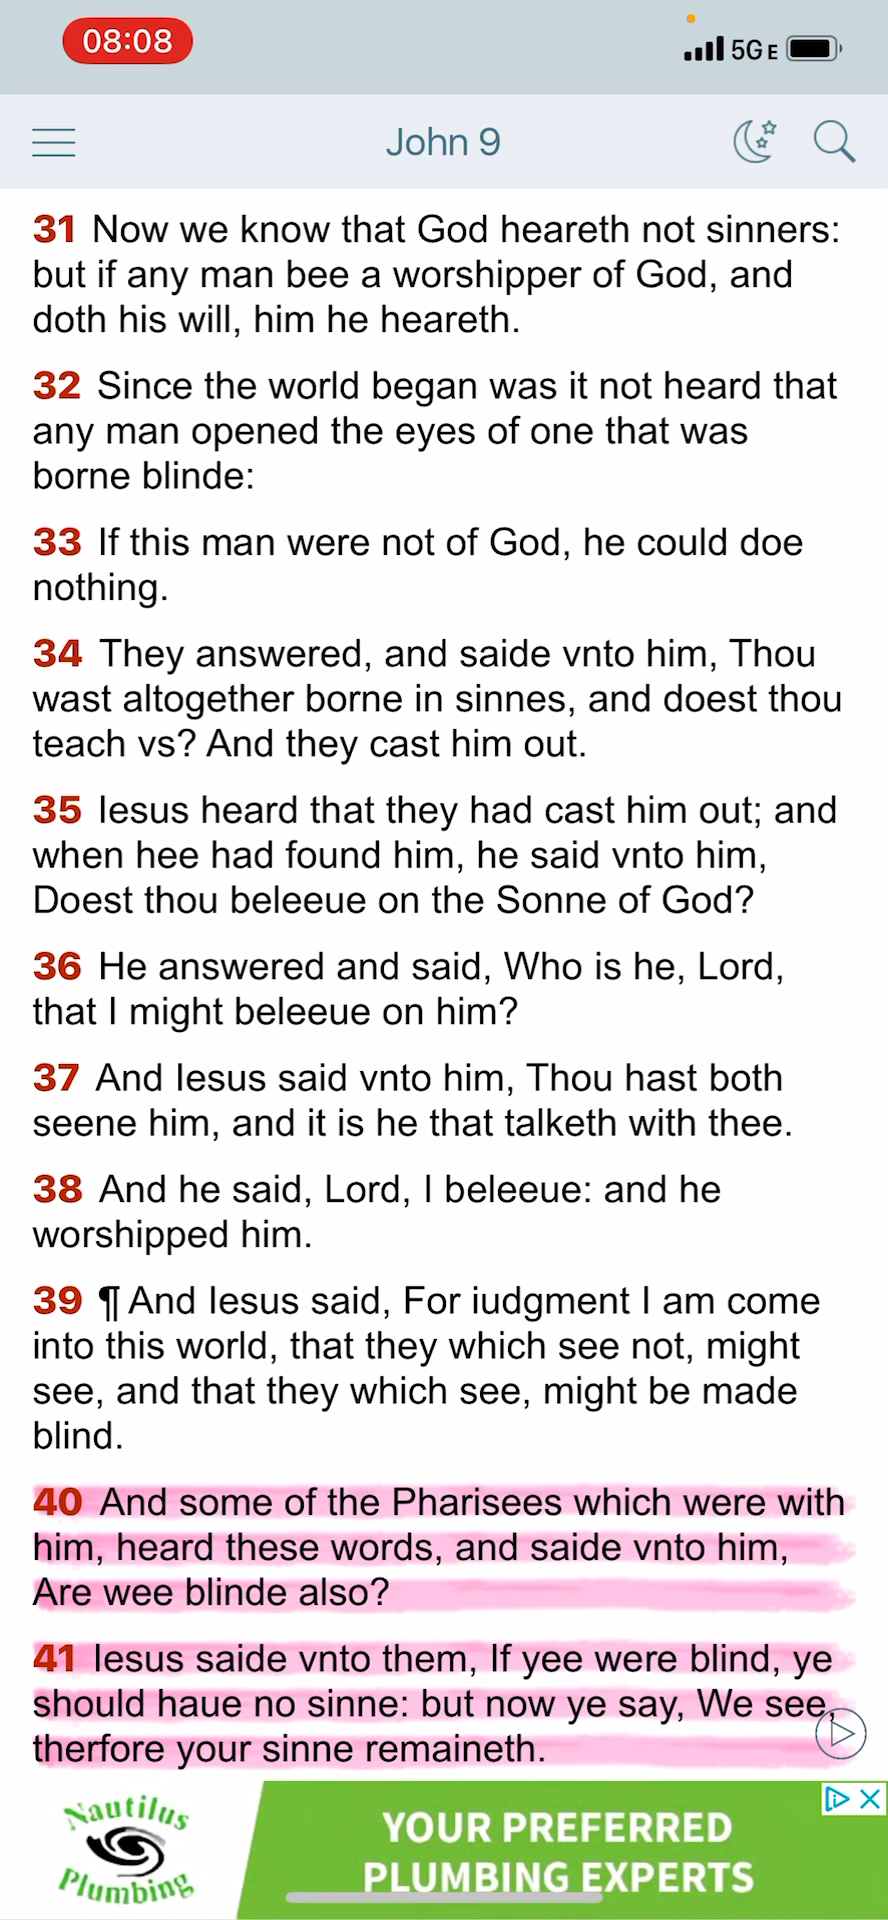 08:08
5G E
John 9
31 Now we know that God heareth not sinners:
but if any man bee a worshipper of God, and
doth his will, him he heareth.
32 Since the world began was it not heard that
any man opened the eyes of one that was
borne blinde:
33 If this man were not of God, he could doe
nothing.
34 They answered, and saide vnto him, Thou
wast altogether borne in sinnes, and doest thou
teach vs? And they cast him out.
35 Iesus heard that they had cast him out; and
when hee had found him, he said vnto him,
Doest thou beleeue on the Sonne of God?
36 He answered and said, Who is he, Lord,
that I might beleeue on him?
37 And Iesus said vnto him, Thou hast both
seene him, and it is he that talketh with thee.
38 And he said, Lord, I beleeue: and he
worshipped him.
39 ¶ And Iesus said, For iudgment I am come
into this world, that they which see not, might
see, and that they which see, might be made
blind.
40 And some of the Pharisees which were with
him, heard these words, and saide vnto him,
Are wee blinde also?
41 Iesus saide vnto them, If yee were blind, ye
should haue no sinne: but now ye say, We see,
therfore your sinne remaineth.
Nautilus
Plumbing
YOUR PREFERRED
PLUMBING EXPERTS